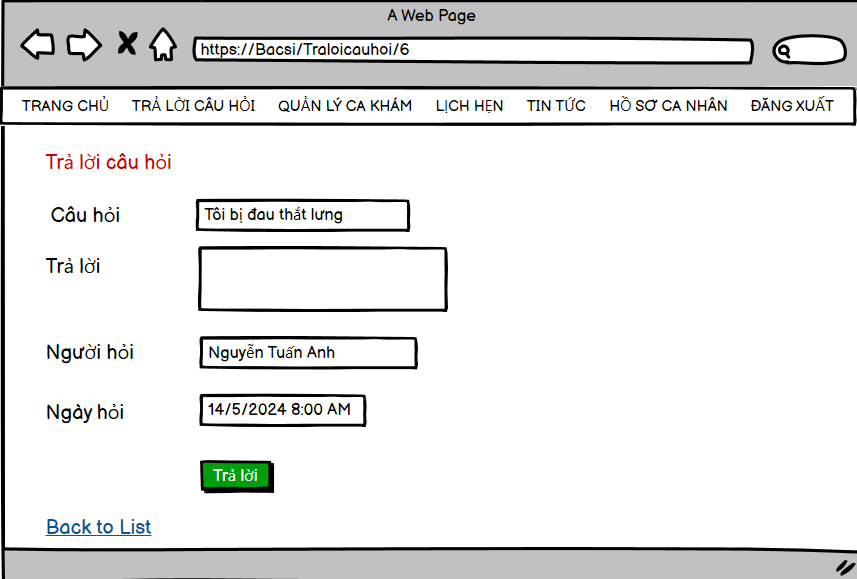 A Web Page
https://Bacsi/Traloicauhoi/6
TRANG CHỦ TRẢ LỜI CÂU HỎI QUẢN LÝ CA KHÁM LỊCH HẸN TIN TỨC HỒ SƠ CA NHÂN ĐĂNG XUẤT
Trả lời câu hỏi
Câu hỏi Tôi bị đau thắt lưng
Trả lời
Người hỏi Nguyễn Tuấn Anh
Ngày hỏi 14/5/2024 8:00 AM
Trả lời
Back to List